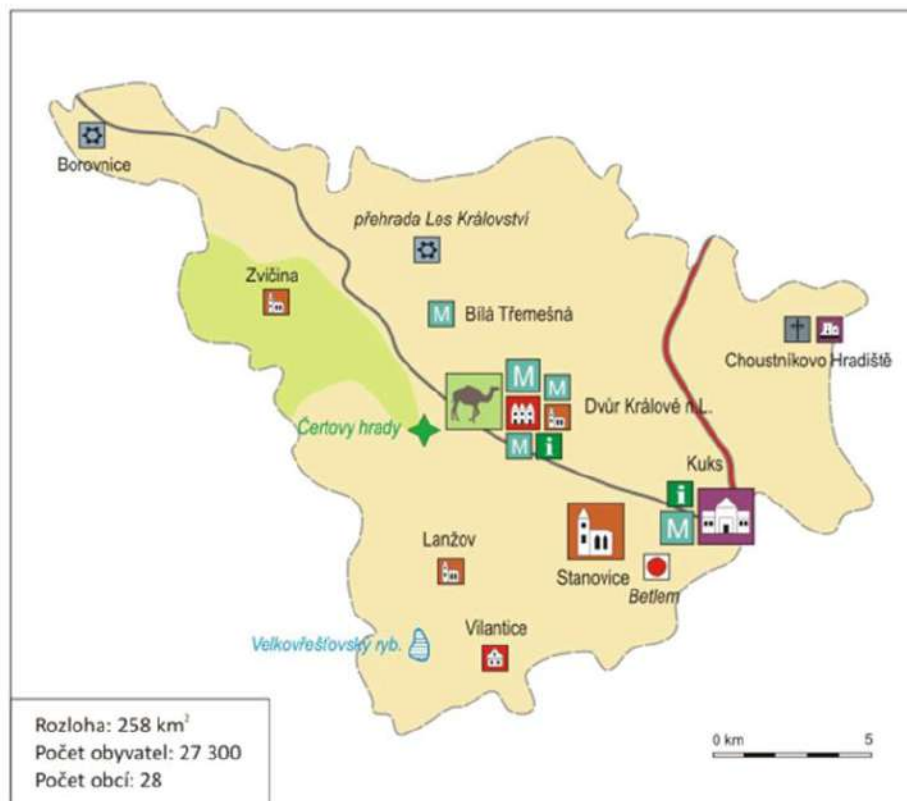 Borovnice
přehrada Les Království
Zvičina
M Bílá Třemešná
Choustníkovo Hradiště
M
M
Dvůr Králové n.L.
Čertovy hrady
M i
Kuks
i
M
Lanžov
Stanovice
Betlem
Velkovřešťovský ryb.
Vilantice
Rozloha: 258 km²
Počet obyvatel: 27 300
Počet obcí: 28
0 km 5